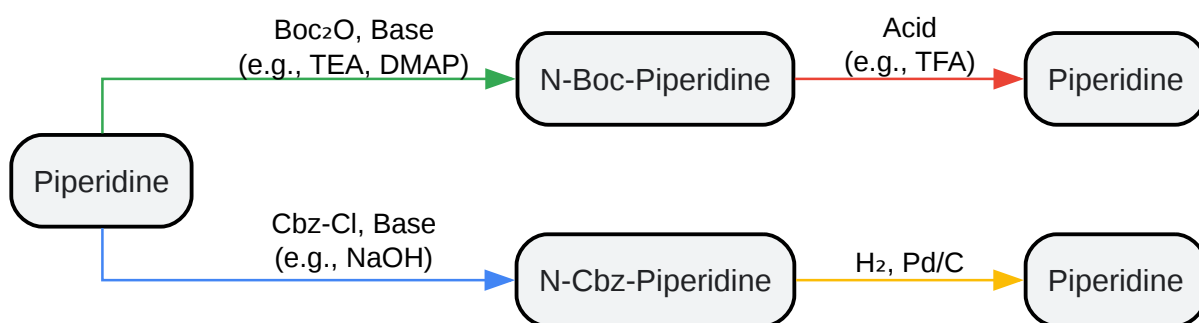 Boc₂O, Base
(e.g., TEA, DMAP)
Acid
(e.g., TFA)
N-Boc-Piperidine
Piperidine
Piperidine
Cbz-Cl, Base
(e.g., NaOH)
H₂, Pd/C
N-Cbz-Piperidine
Piperidine